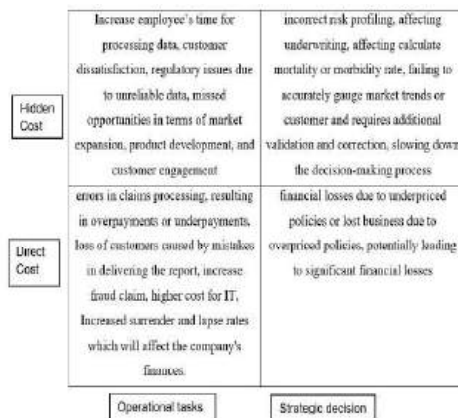 Increase employee's time for
processing data, customer
dissatisfaction, regulatory issues due
to unreliable data, missed
opportunities in terms of market
expansion, product development, and
customer engagement
incorrect risk profiling, affecting
underwriting, affecting calculate
mortality or morbidity rate, failing to
accurately gauge market trends or
customer and requires additional
validation and correction, slowing down
the decision-making process
Hidden
Cost
errors in claims processing, resulting
in overpayments or underpayments,
loss of customers caused by mistakes
in delivering the report, increase
fraud claim, higher cost for IT,
Increased surrender and lapse rates
which will affect the company's
finances.
financial losses due to underpriced
policies or lost business due to
overpriced policies, potentially leading
to significant financial losses
Direct
Cost
Operational tasks
Strategic decision